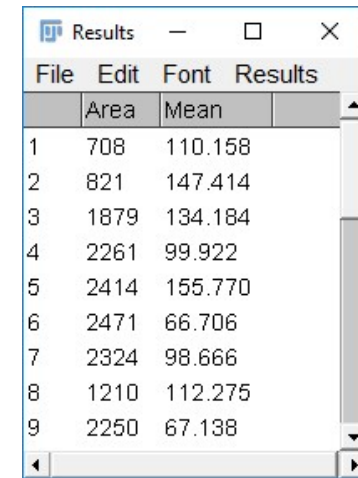 Results
File Edit Font Results
Area Mean
1 708 110.158
2 821 147.414
3 1879 134.184
4 2261 99.922
5 2414 155.770
6 2471 66.706
7 2324 98.666
8 1210 112.275
9 2250 67.138